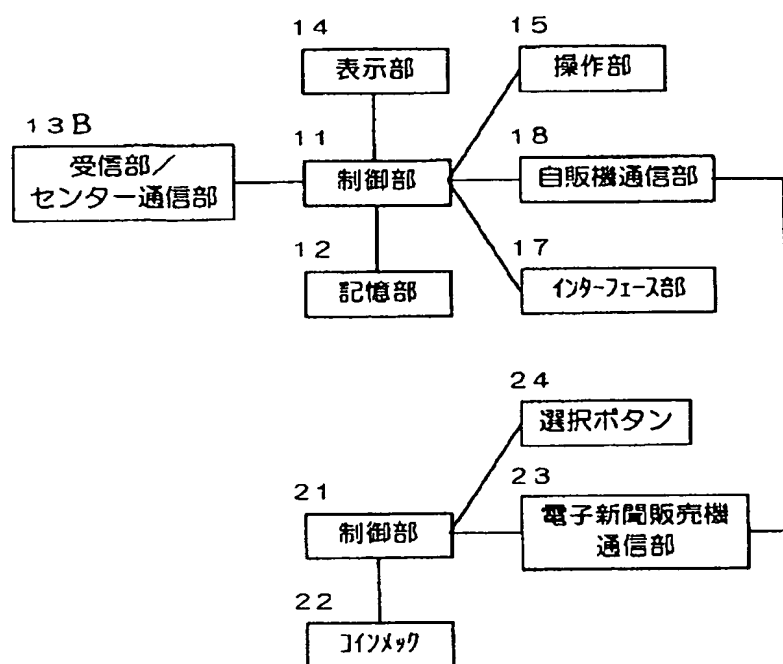 14
表示部
15
操作部
13B
受信部／
センター通信部
11
制御部
18
自販機通信部
12
記憶部
17
インターフェース部
24
選択ボタン
21
制御部
23
電子新聞販売機
通信部
22
コインメック